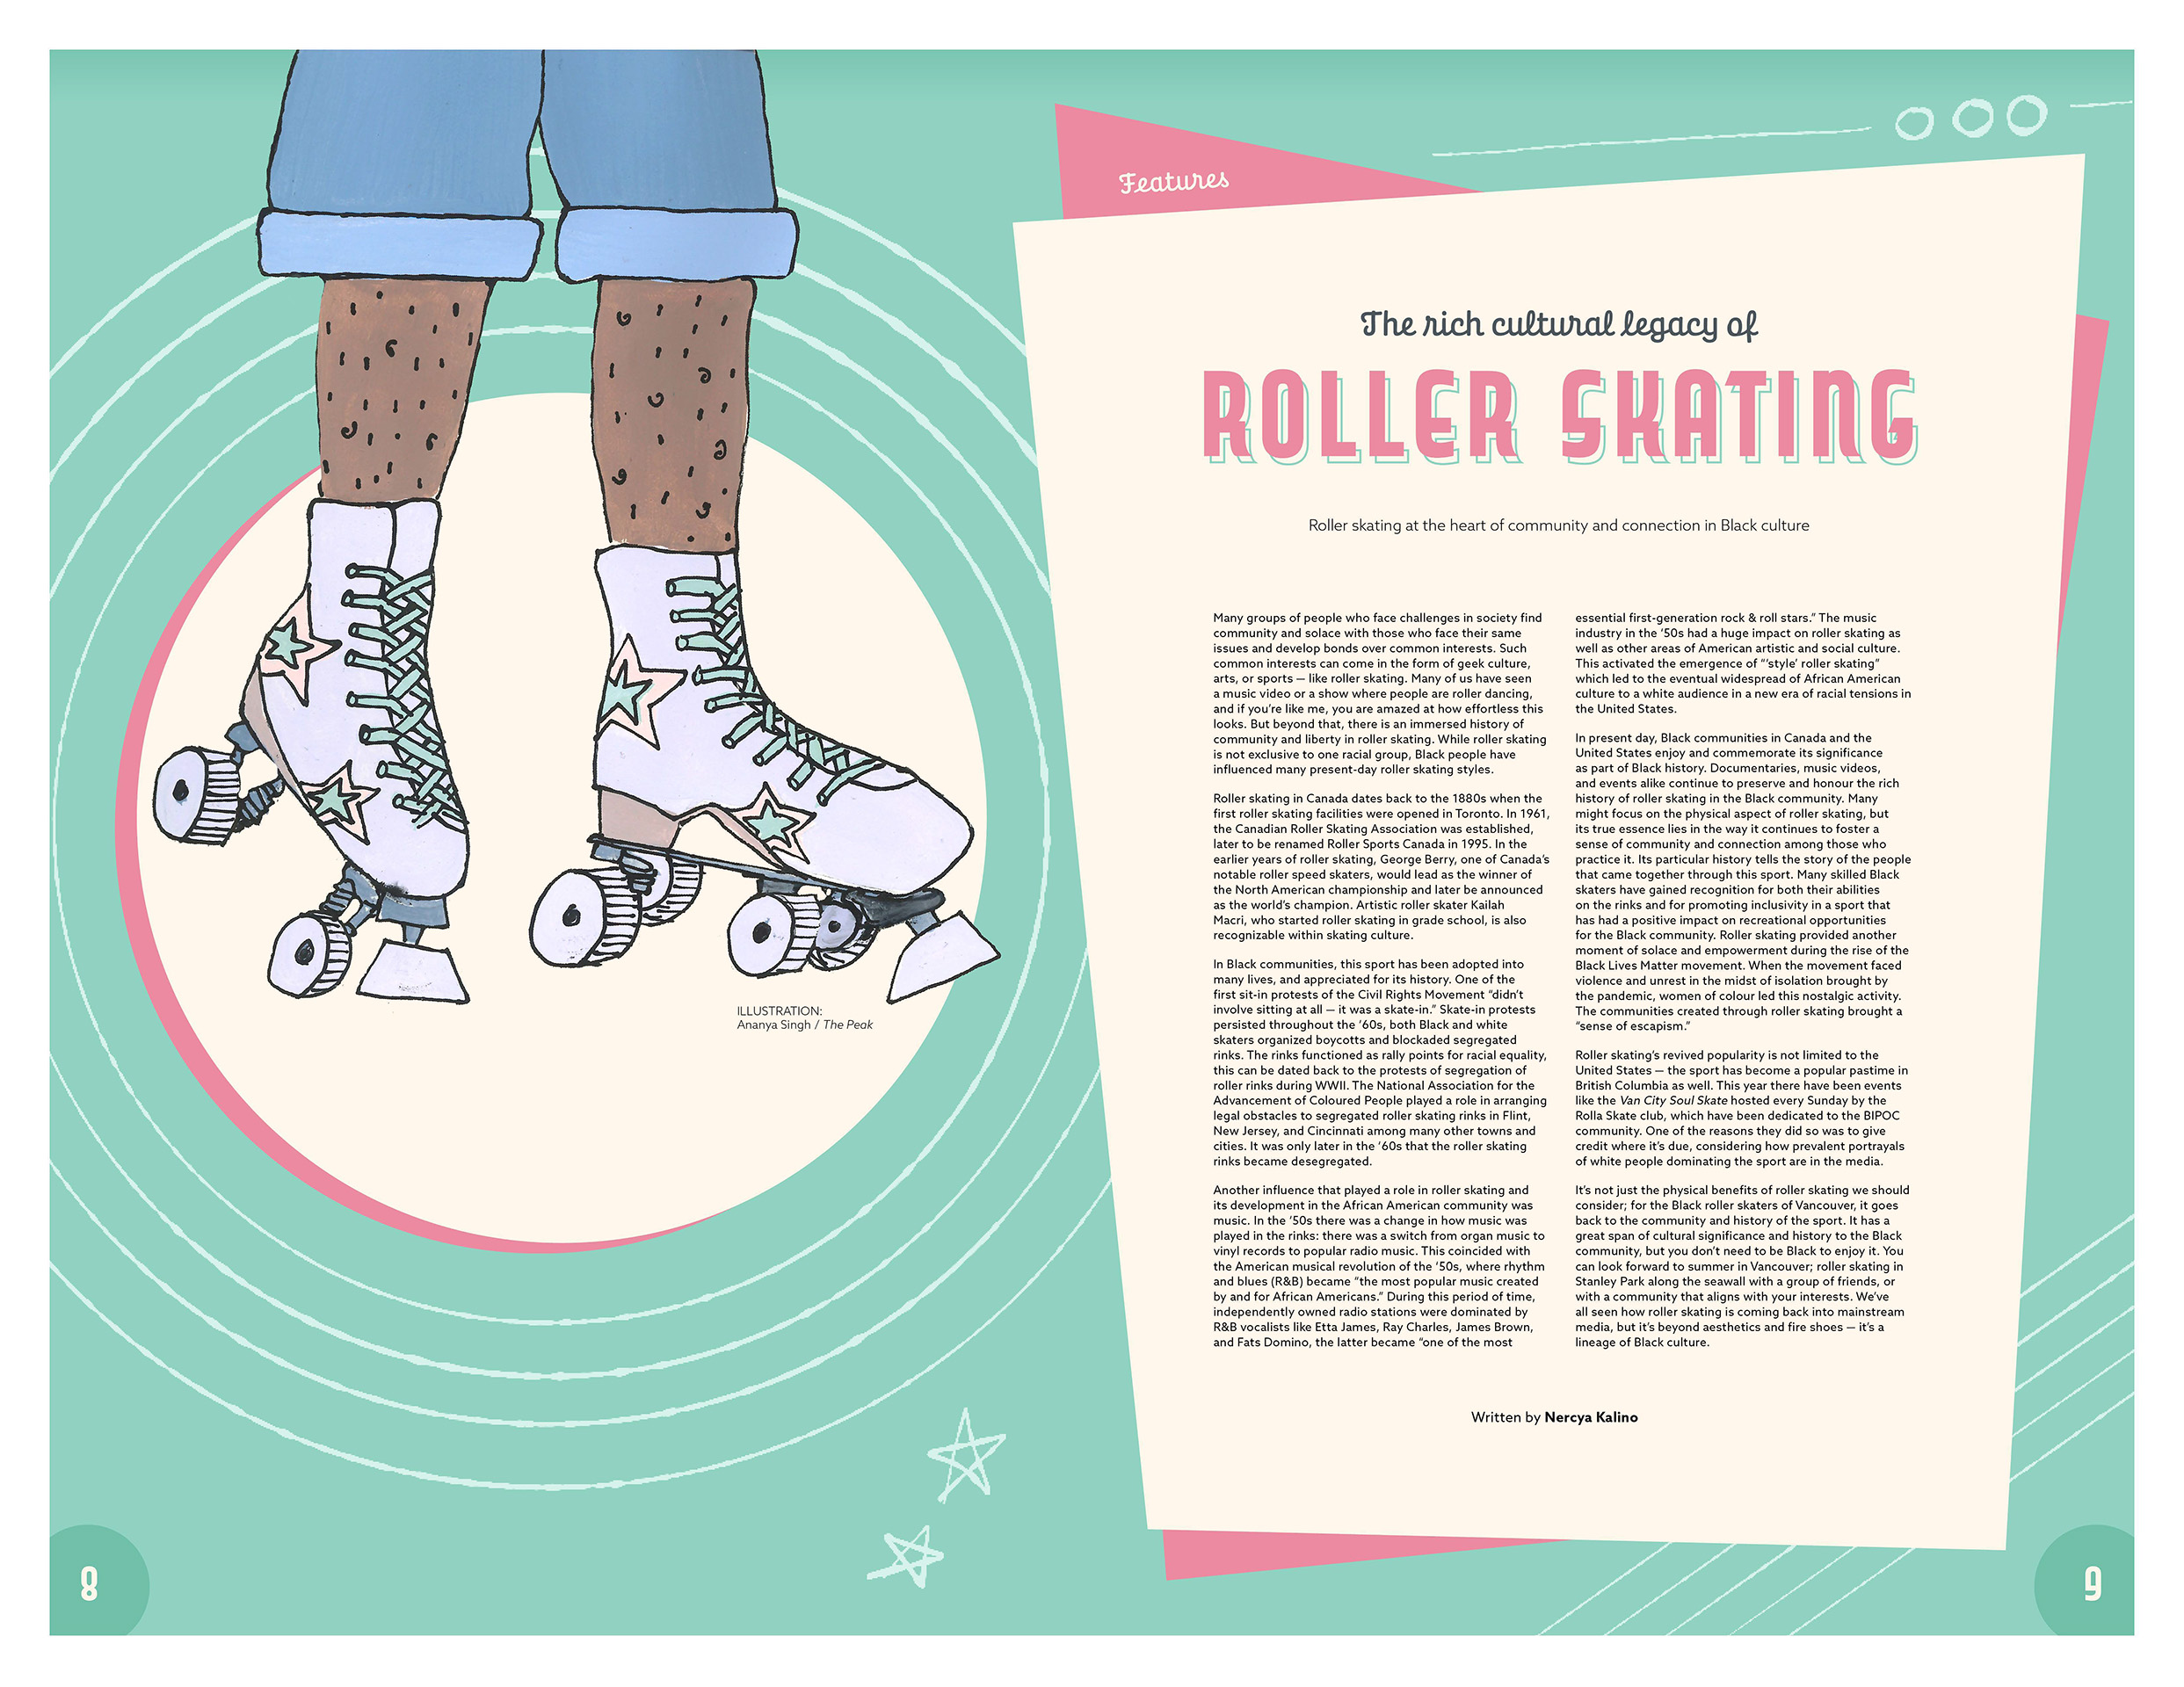 Features
The rich cultural legacy of
ROLLER SKATING
Roller skating at the heart of community and connection in Black culture
Many groups of people who face challenges in society find
community and solace with those who face their same
issues and develop bonds over common interests. Such
common interests can come in the form of geek culture,
arts, or sports — like roller skating. Many of us have seen
a music video or a show where people are roller dancing,
and if you're like me, you are amazed at how effortless this
looks. But beyond that, there is an immersed history of
community and liberty in roller skating. While roller skating
is not exclusive to one racial group, Black people have
influenced many present-day roller skating styles.
Roller skating in Canada dates back to the 1880s when the
first roller skating facilities were opened in Toronto. In 1961,
the Canadian Roller Skating Association was established,
later to be renamed Roller Sports Canada in 1995. In the
earlier years of roller skating, George Berry, one of Canada's
notable roller speed skaters, would lead as the winner of
the North American championship and later be announced
as the world's champion. Artistic roller skater Kailah
Macri, who started roller skating in grade school, is also
recognizable within skating culture.
In Black communities, this sport has been adopted into
many lives, and appreciated for its history. One of the
first sit-in protests of the Civil Rights Movement "didn't
involve sitting at all — it was a skate-in." Skate-in protests
persisted throughout the '60s, both Black and white
skaters organized boycotts and blockaded segregated
rinks. The rinks functioned as rally points for racial equality,
this can be dated back to the protests of segregation of
roller rinks during WWII. The National Association for the
Advancement of Coloured People played a role in arranging
legal obstacles to segregated roller skating rinks in Flint,
New Jersey, and Cincinnati among many other towns and
cities. It was only later in the '60s that the roller skating
rinks became desegregated.
Another influence that played a role in roller skating and
its development in the African American community was
music. In the '50s there was a change in how music was
played in the rinks: there was a switch from organ music to
vinyl records to popular radio music. This coincided with
the American musical revolution of the '50s, where rhythm
and blues (R&B) became "the most popular music created
by and for African Americans." During this period of time,
independently owned radio stations were dominated by
R&B vocalists like Etta James, Ray Charles, James Brown,
and Fats Domino, the latter became "one of the most
essential first-generation rock & roll stars." The music
industry in the '50s had a huge impact on roller skating as
well as other areas of American artistic and social culture.
This activated the emergence of "'style' roller skating"
which led to the eventual widespread of African American
culture to a white audience in a new era of racial tensions in
the United States.
In present day, Black communities in Canada and the
United States enjoy and commemorate its significance
as part of Black history. Documentaries, music videos,
and events alike continue to preserve and honour the rich
history of roller skating in the Black community. Many
might focus on the physical aspect of roller skating, but
its true essence lies in the way it continues to foster a
sense of community and connection among those who
practice it. Its particular history tells the story of the people
that came together through this sport. Many skilled Black
skaters have gained recognition for both their abilities
on the rinks and for promoting inclusivity in a sport that
has had a positive impact on recreational opportunities
for the Black community. Roller skating provided another
moment of solace and empowerment during the rise of the
Black Lives Matter movement. When the movement faced
violence and unrest in the midst of isolation brought by
the pandemic, women of colour led this nostalgic activity.
The communities created through roller skating brought a
"sense of escapism."
Roller skating's revived popularity is not limited to the
United States — the sport has become a popular pastime in
British Columbia as well. This year there have been events
like the Van City Soul Skate hosted every Sunday by the
Rolla Skate club, which have been dedicated to the BIPOC
community. One of the reasons they did so was to give
credit where it's due, considering how prevalent portrayals
of white people dominating the sport are in the media.
It's not just the physical benefits of roller skating we should
consider; for the Black roller skaters of Vancouver, it goes
back to the community and history of the sport. It has a
great span of cultural significance and history to the Black
community, but you don't need to be Black to enjoy it. You
can look forward to summer in Vancouver; roller skating in
Stanley Park along the seawall with a group of friends, or
with a community that aligns with your interests. We've
all seen how roller skating is coming back into mainstream
media, but it's beyond aesthetics and fire shoes — it's a
lineage of Black culture.
Written by Nercya Kalino
ILLUSTRATION:
Ananya Singh / The Peak
8
9